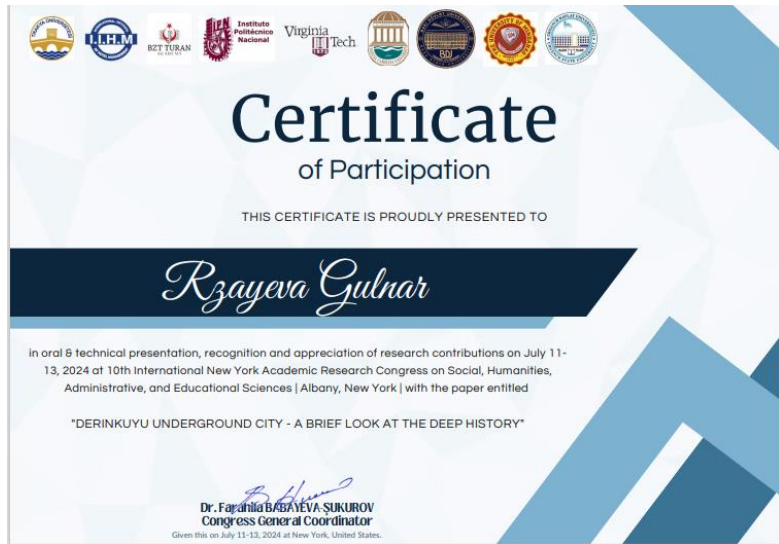 I.I.H.M
BZT TURAN
Instituto
Politécnico
Nacional
Virginia
Tech
BDU
Certificate
of Participation
THIS CERTIFICATE IS PROUDLY PRESENTED TO
Rzayeva Gulnar
in oral & technical presentation, recognition and appreciation of research contributions on July 11-
13, 2024 at 10th International New York Academic Research Congress on Social, Humanities,
Administrative, and Educational Sciences | Albany, New York | with the paper entitled
"DERINKUYU UNDERGROUND CITY - A BRIEF LOOK AT THE DEEP HISTORY"
BABAYEVA-ŞUKUROV
Congress General Coordinator
Given this on July 11-13, 2024 at New York, United States.